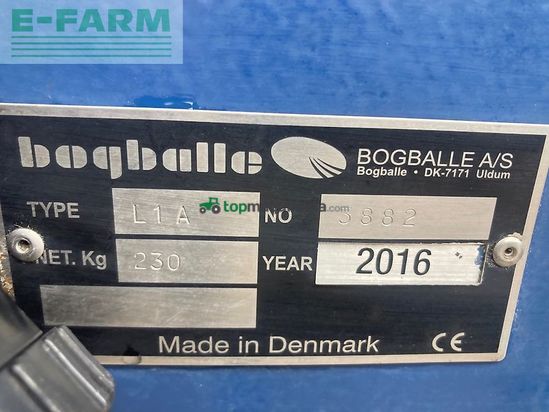 E-FARM
bogballe
BOGBALLE A/S
Bogballe • DK-7171 Uldum
TYPE L1A NO 3882
NET. Kg 230 YEAR 2016
Made in Denmark CE